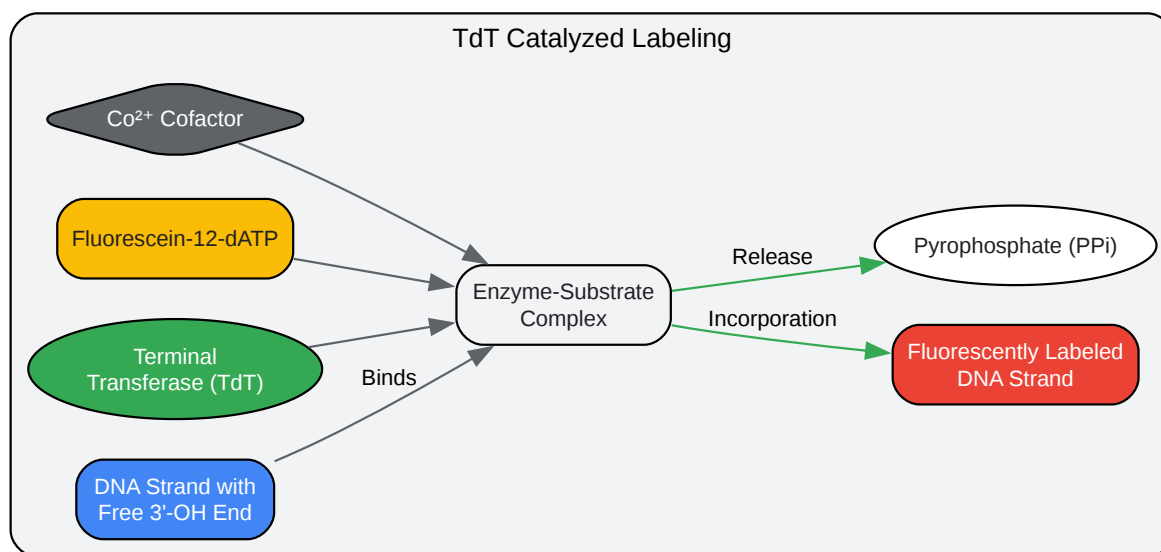 TdT Catalyzed Labeling
Co²⁺ Cofactor
Fluorescein-12-dATP
Terminal
Transferase (TdT)
Binds
DNA Strand with
Free 3'-OH End
Enzyme-Substrate
Complex
Release
Incorporation
Pyrophosphate (PPi)
Fluorescently Labeled
DNA Strand